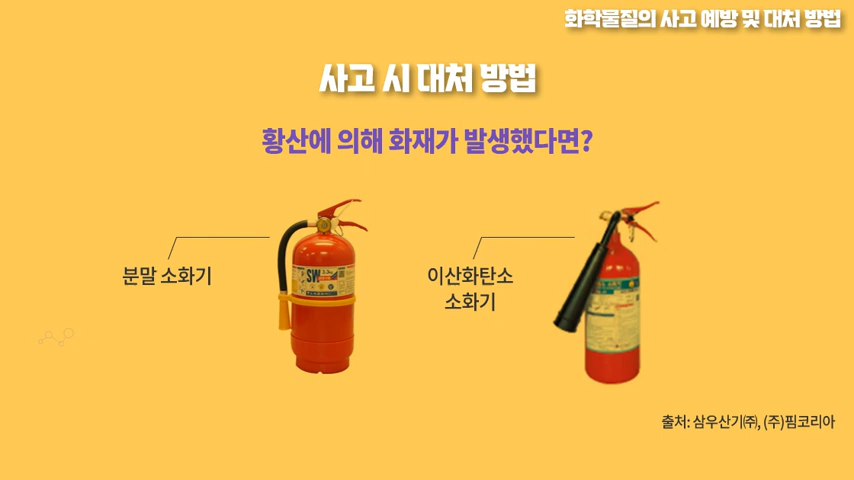 화학물질의 사고 예방 및 대처 방법
사고 시 대처 방법
황산에 의해 화재가 발생했다면?
분말 소화기
이산화탄소
소화기
SW
3.3kg
출처: 삼우산기㈜, (주)핌코리아